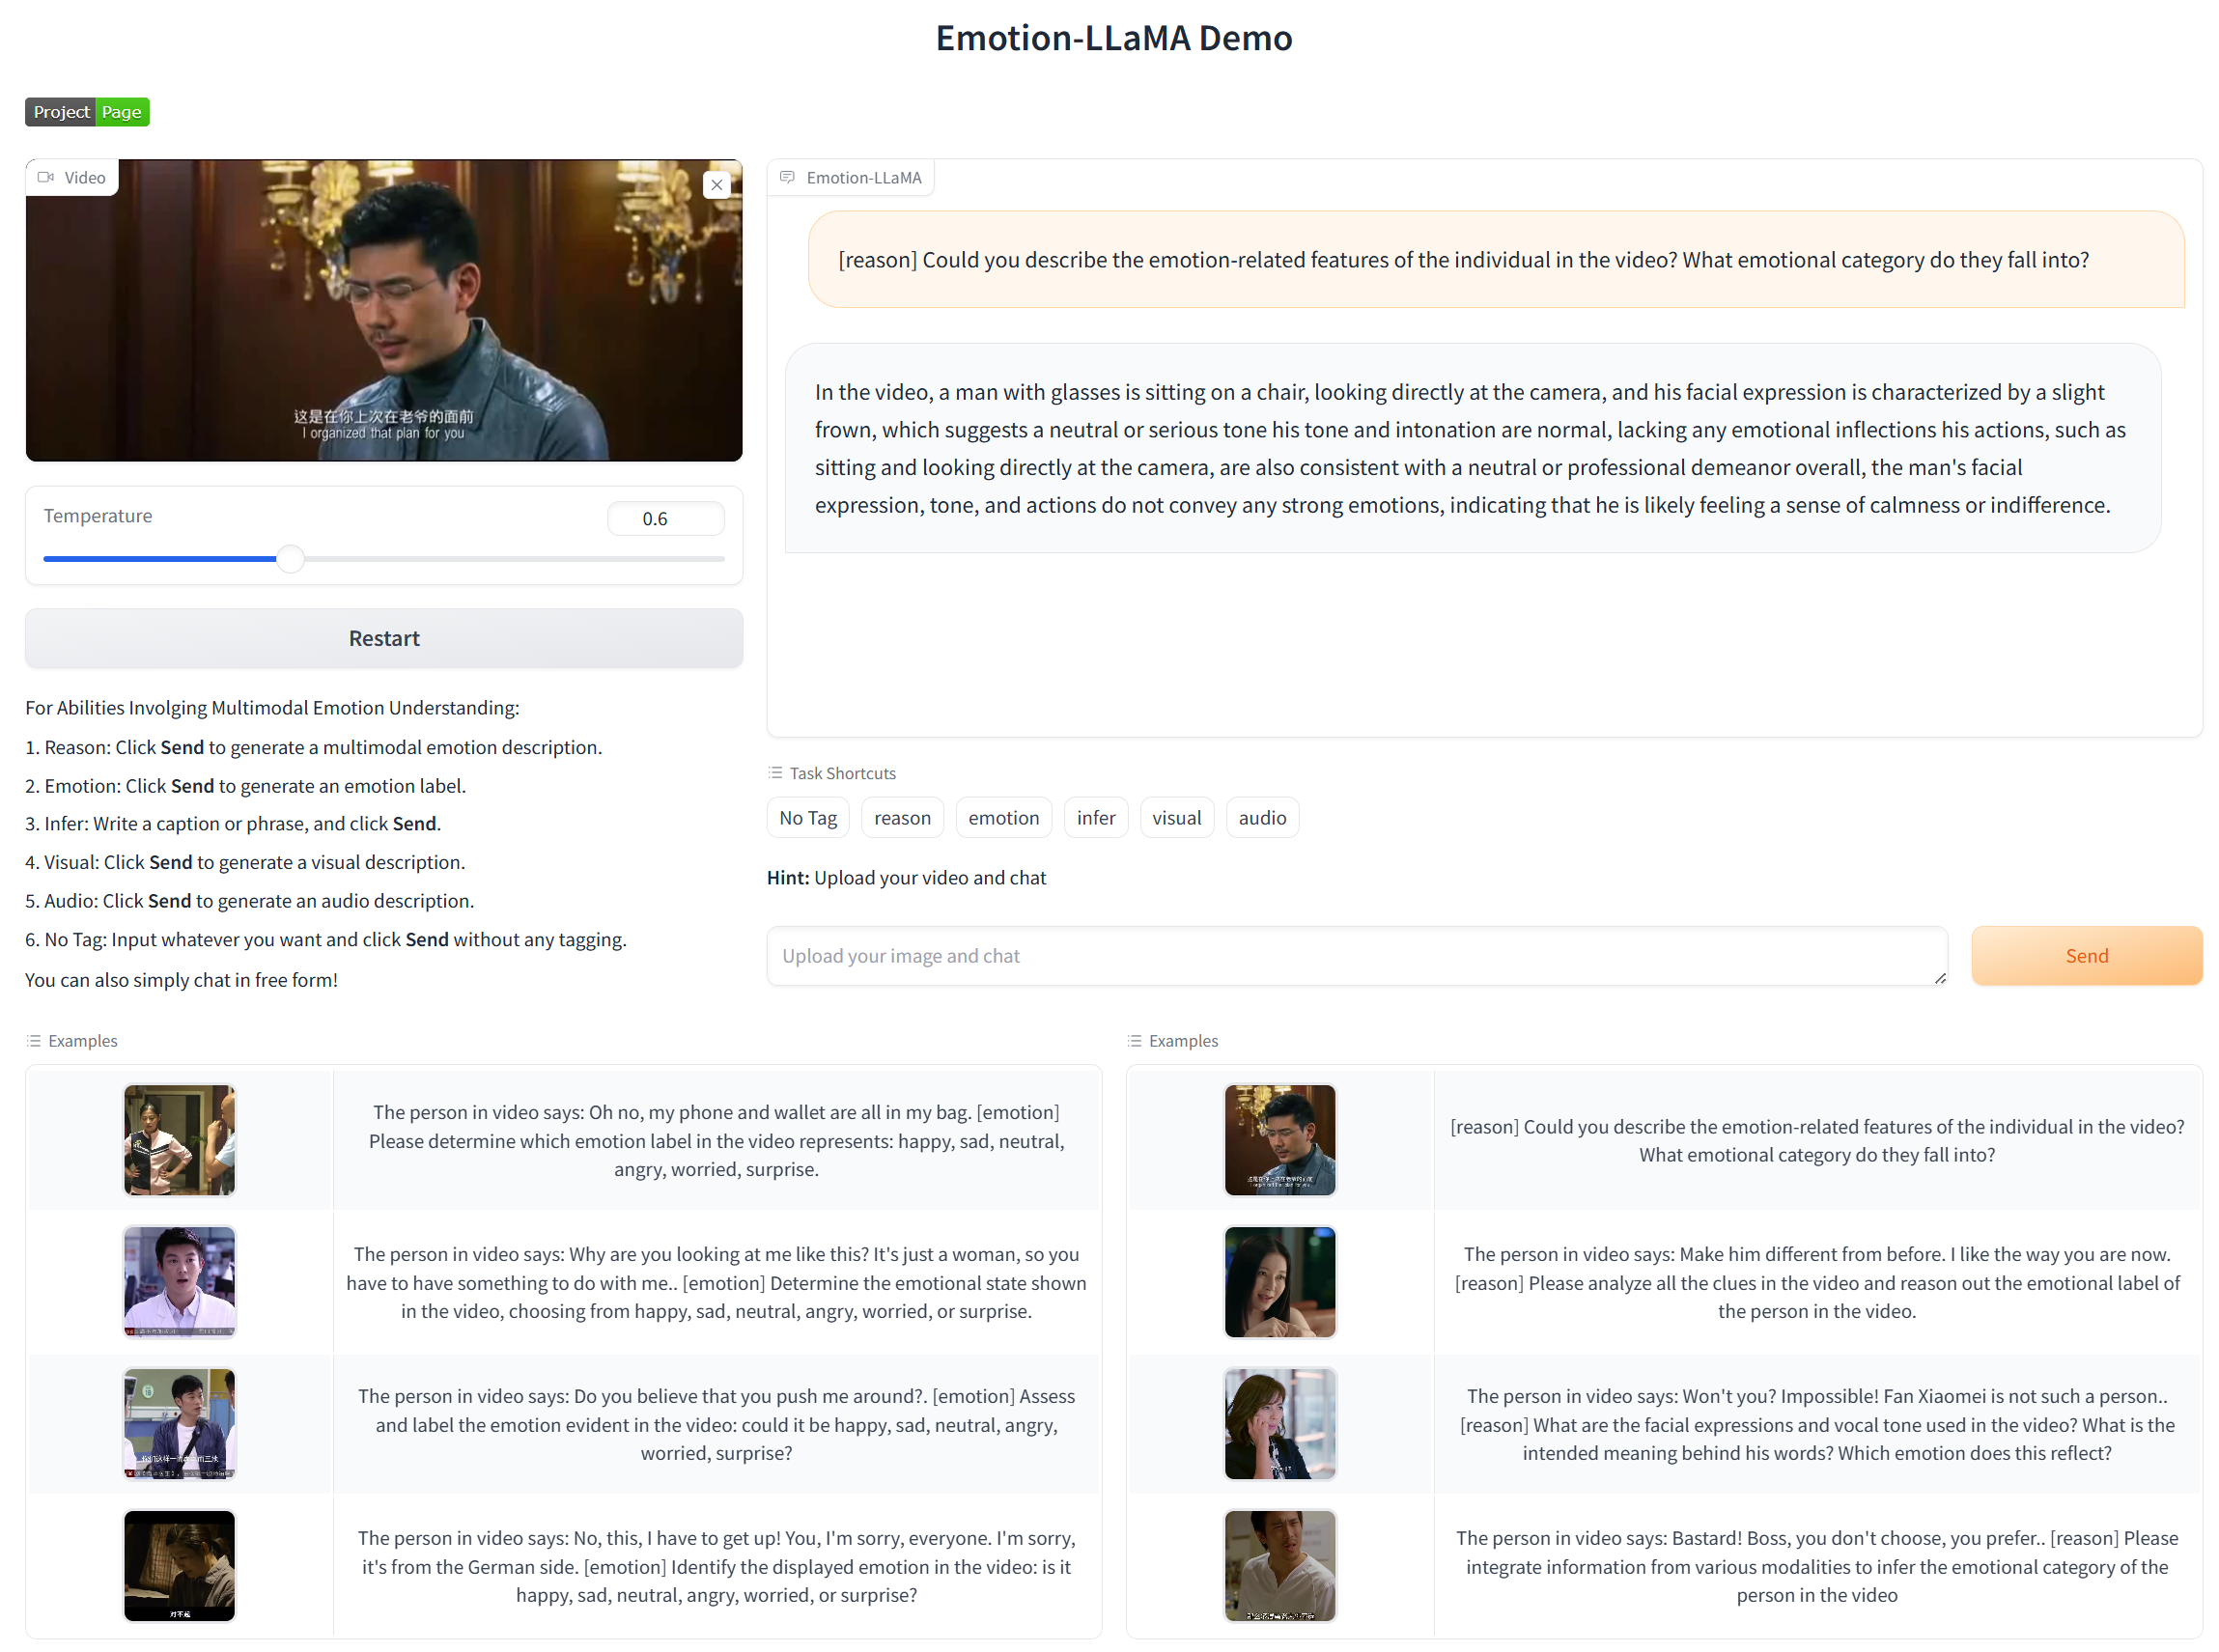 Emotion-LLaMA Demo
Project Page
Video
这是在你上次在老爷的面前
I organized that plan for you
Temperature
0.6
Restart
For Abilities Involging Multimodal Emotion Understanding:
1. Reason: Click Send to generate a multimodal emotion description.
2. Emotion: Click Send to generate an emotion label.
3. Infer: Write a caption or phrase, and click Send.
4. Visual: Click Send to generate a visual description.
5. Audio: Click Send to generate an audio description.
6. No Tag: Input whatever you want and click Send without any tagging.
You can also simply chat in free form!
Emotion-LLaMA
[reason] Could you describe the emotion-related features of the individual in the video? What emotional category do they fall into?
In the video, a man with glasses is sitting on a chair, looking directly at the camera, and his facial expression is characterized by a slight
frown, which suggests a neutral or serious tone his tone and intonation are normal, lacking any emotional inflections his actions, such as
sitting and looking directly at the camera, are also consistent with a neutral or professional demeanor overall, the man's facial
expression, tone, and actions do not convey any strong emotions, indicating that he is likely feeling a sense of calmness or indifference.
Task Shortcuts
No Tag
reason
emotion
infer
visual
audio
Hint: Upload your video and chat
Upload your image and chat
Send
Examples
The person in video says: Oh no, my phone and wallet are all in my bag. [emotion]
Please determine which emotion label in the video represents: happy, sad, neutral,
angry, worried, surprise.
The person in video says: Why are you looking at me like this? It's just a woman, so you
have to have something to do with me.. [emotion] Determine the emotional state shown
in the video, choosing from happy, sad, neutral, angry, worried, or surprise.
The person in video says: Do you believe that you push me around?. [emotion] Assess
and label the emotion evident in the video: could it be happy, sad, neutral, angry,
worried, surprise?
对不起
The person in video says: No, this, I have to get up! You, I'm sorry, everyone. I'm sorry,
it's from the German side. [emotion] Identify the displayed emotion in the video: is it
happy, sad, neutral, angry, worried, or surprise?
Examples
这是在你上次在老爷的面前
[reason] Could you describe the emotion-related features of the individual in the video?
What emotional category do they fall into?
The person in video says: Make him different from before. I like the way you are now.
[reason] Please analyze all the clues in the video and reason out the emotional label of
the person in the video.
The person in video says: Won't you? Impossible! Fan Xiaomei is not such a person..
[reason] What are the facial expressions and vocal tone used in the video? What is the
intended meaning behind his words? Which emotion does this reflect?
The person in video says: Bastard! Boss, you don't choose, you prefer.. [reason] Please
integrate information from various modalities to infer the emotional category of the
person in the video